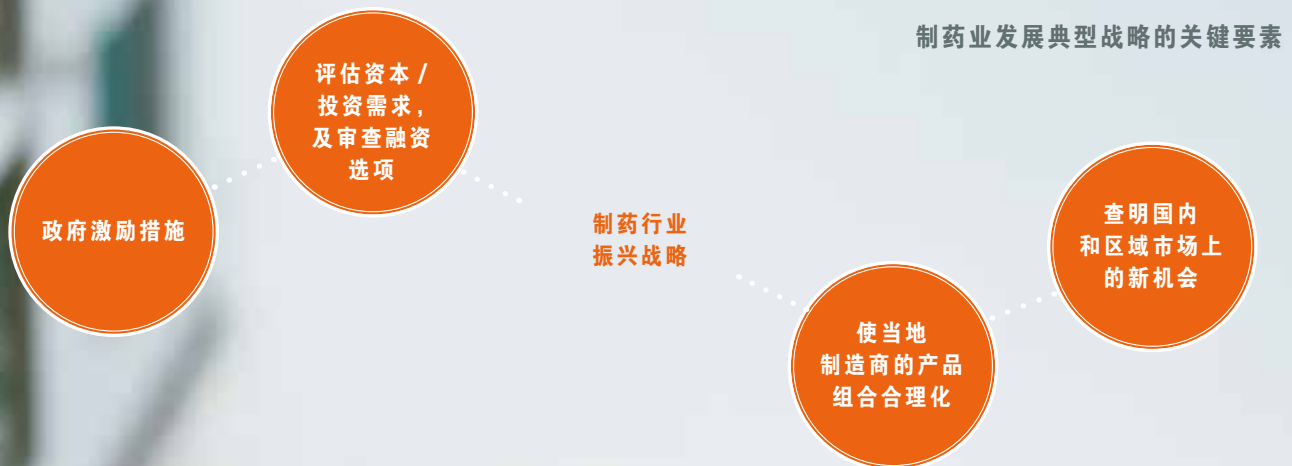 制药业发展典型战略的关键要素
评估资本 /
投资需求，
及审查融资
选项
政府激励措施
制药行业
振兴战略
查明国内
和区域市场上
的新机会
使当地
制造商的产品
组合合理化